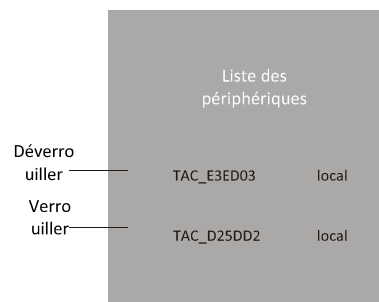 Liste des
périphériques
Déverro
uiller
TAC_E3ED03 local
Verro
uiller
TAC_D25DD2 local